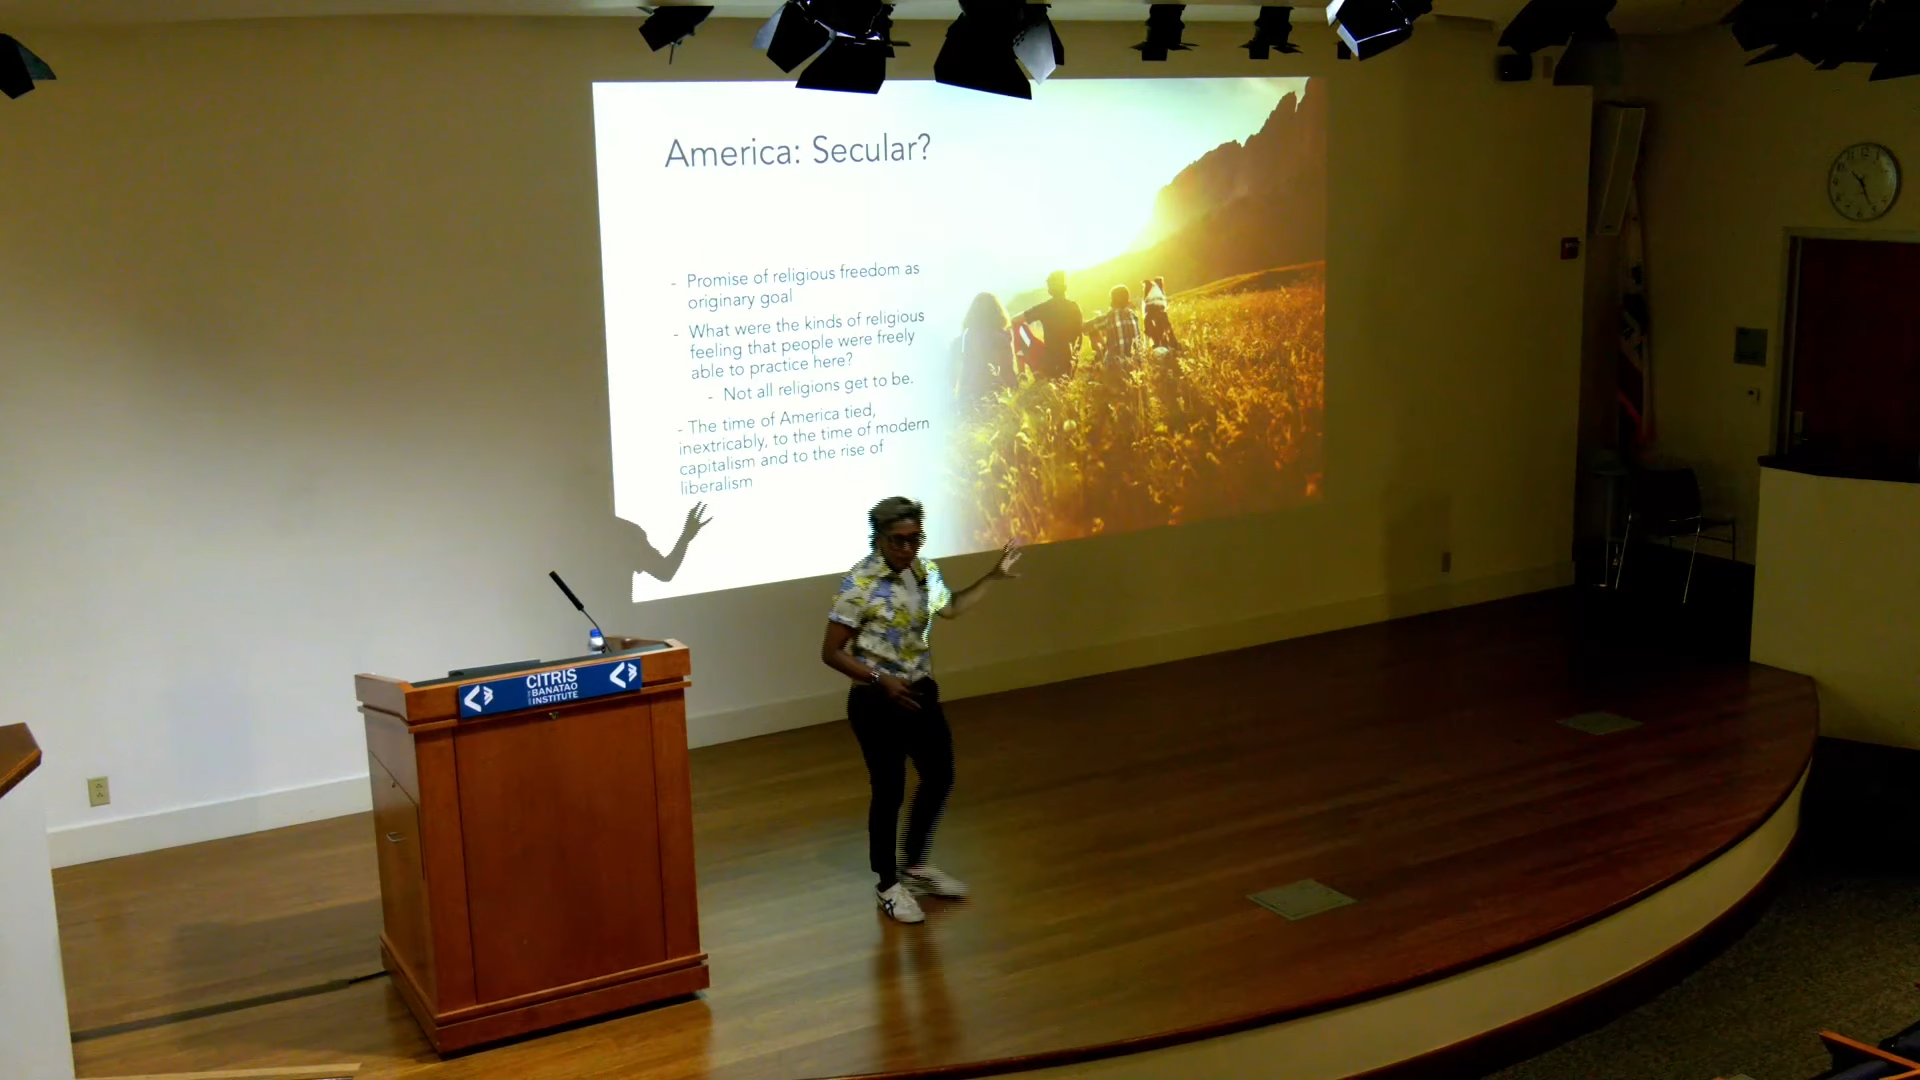 America: Secular?
- Promise of religious freedom as
originary goal
- What were the kinds of religious
feeling that people were freely
able to practice here?
- Not all religions get to be.
- The time of America tied,
inextricably, to the time of modern
capitalism and to the rise of
liberalism
CITRIS
BANATAO
INSTITUTE